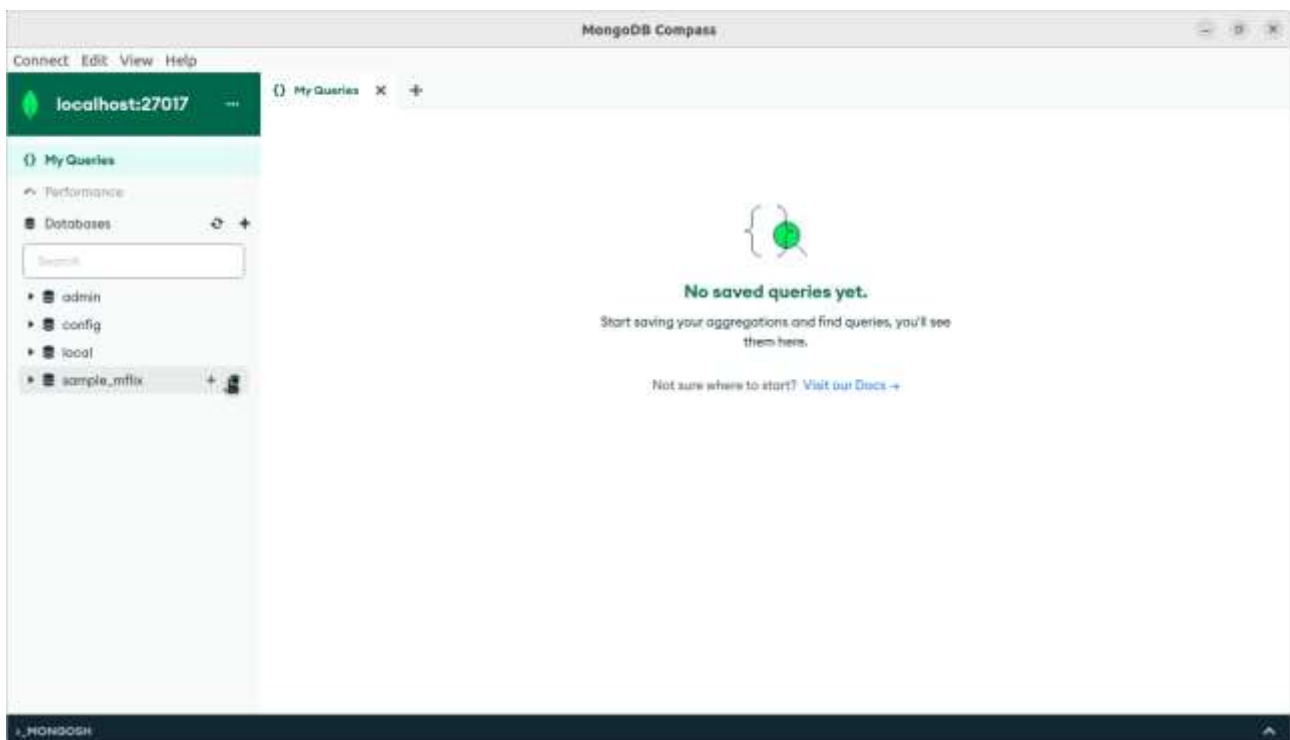 MongoDB Compass
Connect Edit View Help
localhost:27017 ...
{} My Queries X +
{} My Queries
Performance
Databases
Search
admin
config
local
sample_mflix +
No saved queries yet.
Start saving your aggregations and find queries, you'll see
them here.
Not sure where to start? Visit our Docs →
>_MONGOSH